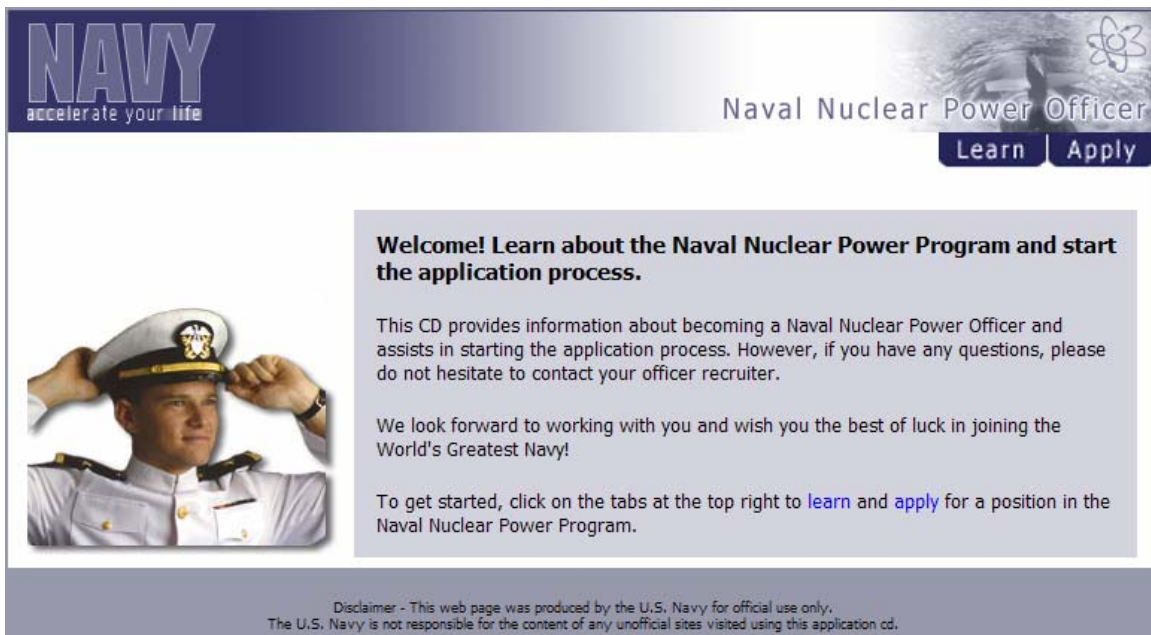 NAVY
accelerate your life
Naval Nuclear Power Officer
Learn | Apply
Welcome! Learn about the Naval Nuclear Power Program and start
the application process.
This CD provides information about becoming a Naval Nuclear Power Officer and
assists in starting the application process. However, if you have any questions, please
do not hesitate to contact your officer recruiter.
We look forward to working with you and wish you the best of luck in joining the
World's Greatest Navy!
To get started, click on the tabs at the top right to learn and apply for a position in the
Naval Nuclear Power Program.
Disclaimer - This web page was produced by the U.S. Navy for official use only.
The U.S. Navy is not responsible for the content of any unofficial sites visited using this application cd.